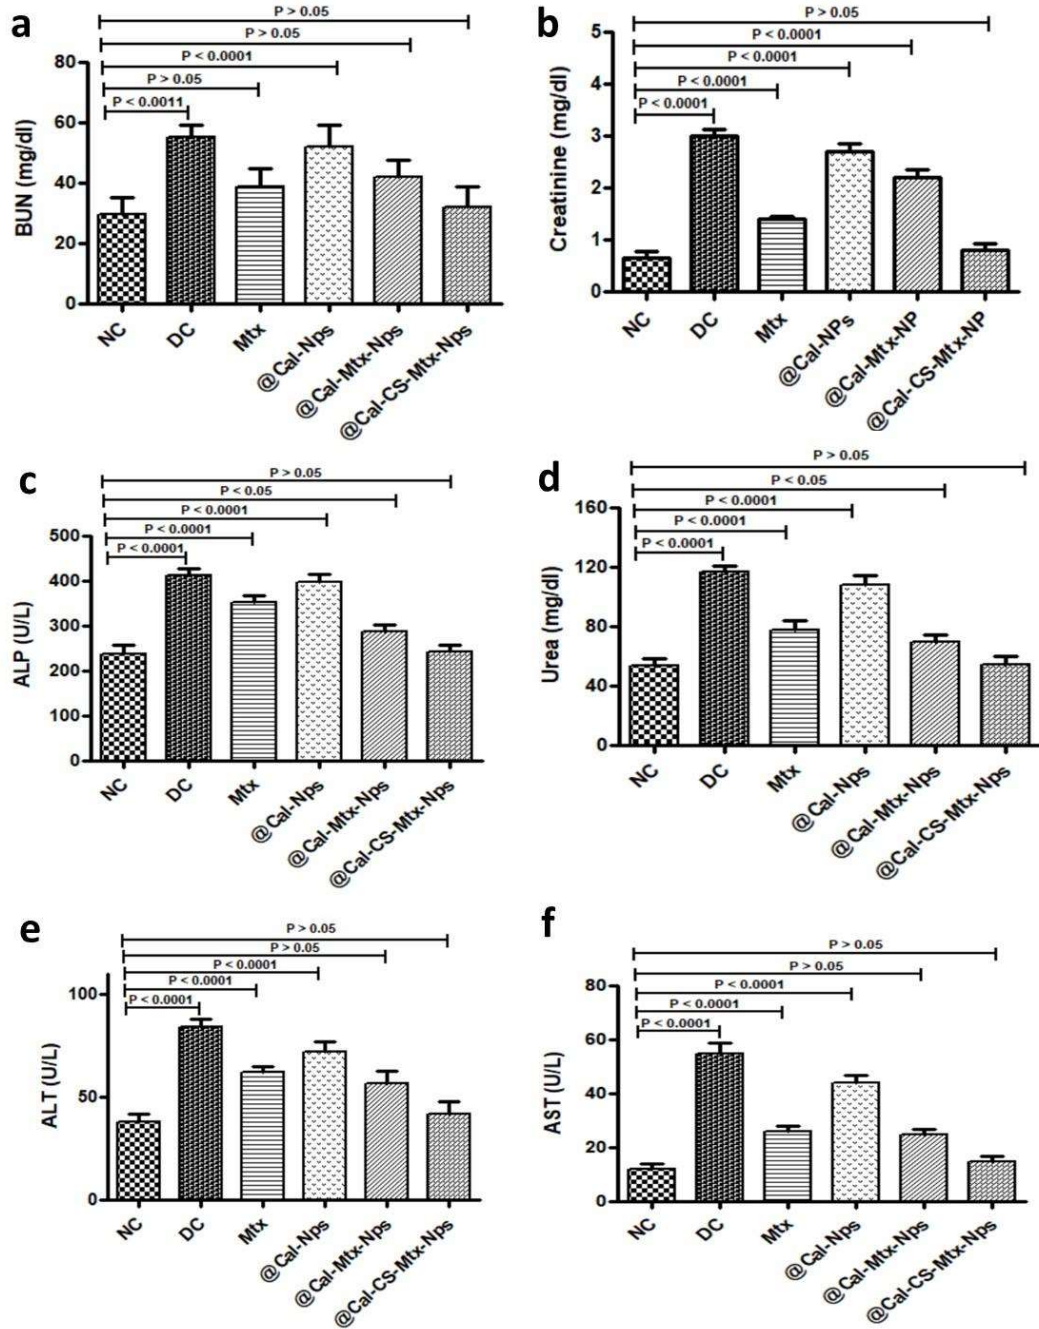 a
P > 0.05
P > 0.05
P < 0.0001
P > 0.05
P < 0.0011
BUN (mg/dl)
80
60
40
20
0
NC
DC
Mtx
@Cal-Nps
@Cal-Mtx-Nps
@Cal-CS-Mtx-Nps
b
P > 0.05
P < 0.0001
P < 0.0001
P < 0.0001
P < 0.0001
Creatinine (mg/dl)
5
4
3
2
1
0
NC
DC
Mtx
@Cal-NPs
@Cal-Mtx-NP
@Cal-CS-Mtx-NP
c
P > 0.05
P < 0.05
P < 0.0001
P < 0.0001
P < 0.0001
ALP (U/L)
500
400
300
200
100
0
NC
DC
Mtx
@Cal-Nps
@Cal-Mtx-Nps
@Cal-CS-Mtx-Nps
d
P > 0.05
P < 0.05
P < 0.0001
P < 0.0001
P < 0.0001
Urea (mg/dl)
160
120
80
40
0
NC
DC
Mtx
@Cal-Nps
@Cal-Mtx-Nps
@Cal-CS-Mtx-Nps
e
P > 0.05
P > 0.05
P < 0.0001
P < 0.0001
P < 0.0001
ALT (U/L)
100
50
0
NC
DC
Mtx
@Cal-Nps
@Cal-Mtx-Nps
@Cal-CS-Mtx-Nps
f
P > 0.05
P > 0.05
P < 0.0001
P < 0.0001
P < 0.0001
AST (U/L)
80
60
40
20
0
NC
DC
Mtx
@Cal-Nps
@Cal-Mtx-Nps
@Cal-CS-Mtx-Nps